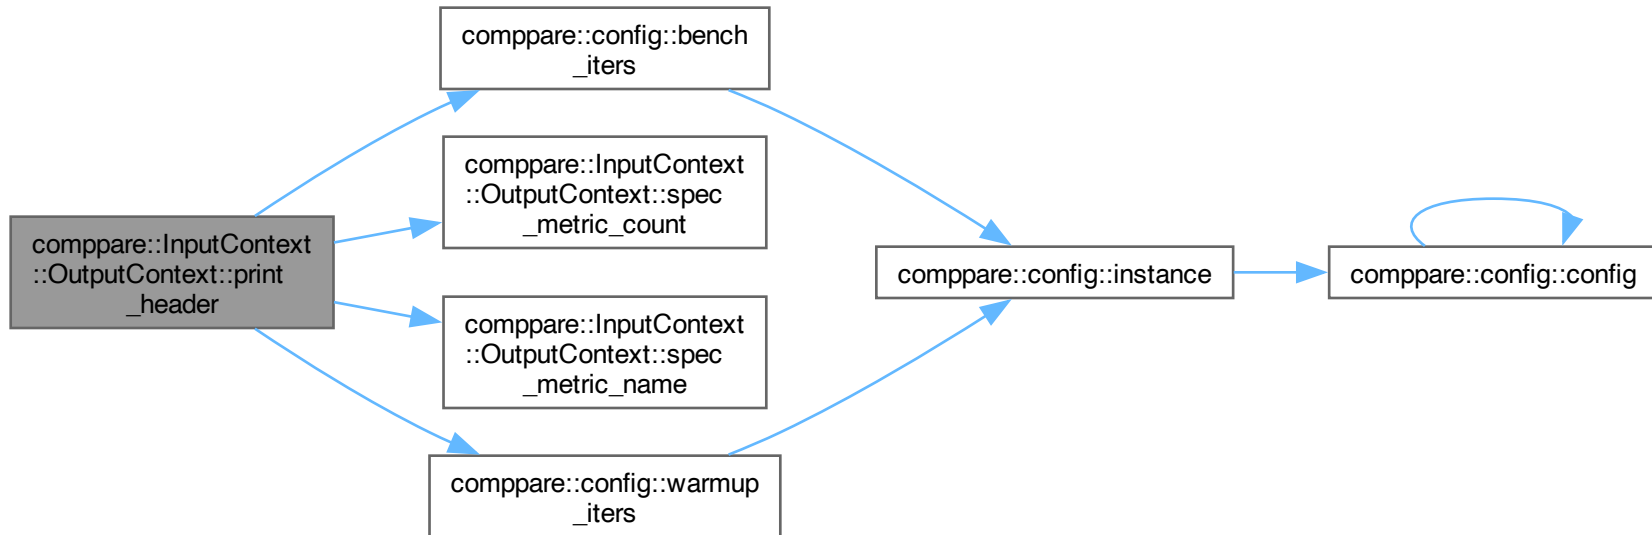 comppare::config::bench
_iters
comppare::InputContext
::OutputContext::spec
_metric_count
comppare::InputContext
::OutputContext::print
_header
comppare::config::instance
comppare::config::config
comppare::InputContext
::OutputContext::spec
_metric_name
comppare::config::warmup
_iters